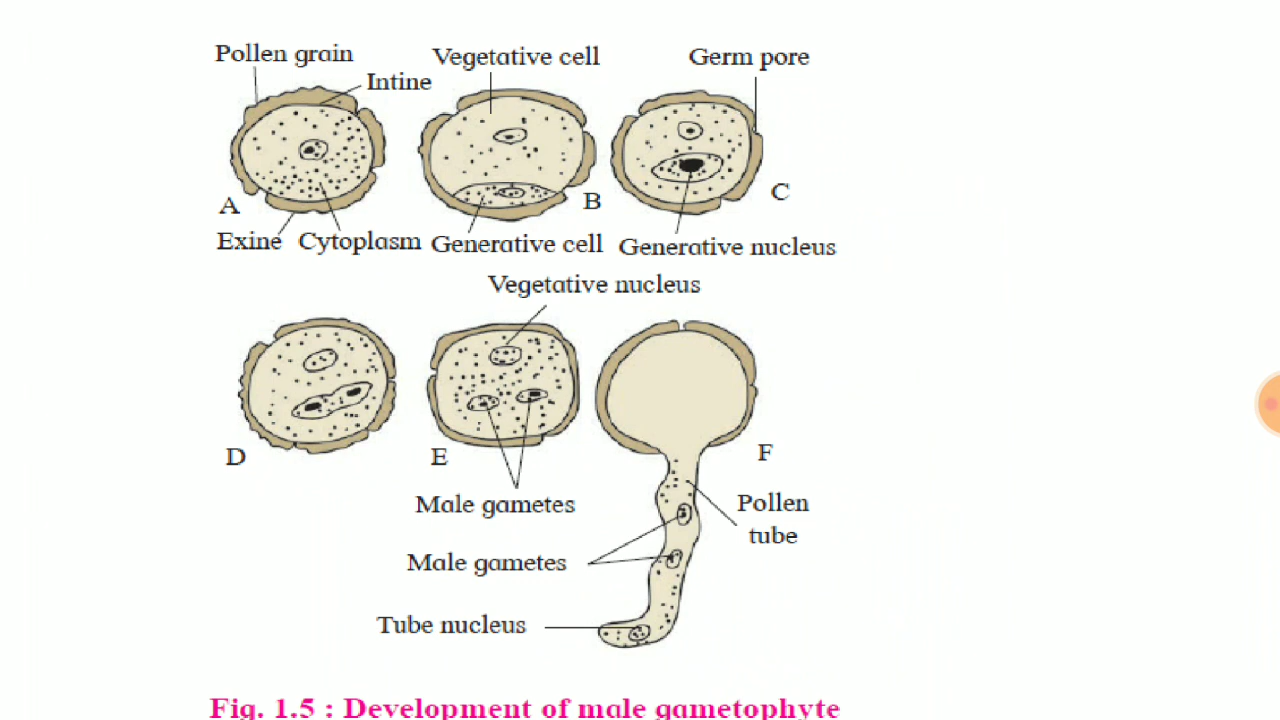 Pollen grain
Vegetative cell
Germ pore
Intine
A
B
C
Exine
Cytoplasm
Generative cell
Generative nucleus
Vegetative nucleus
D
E
F
Male gametes
Pollen
tube
Male gametes
Tube nucleus
Fig. 1.5 : Development of male gametophyte